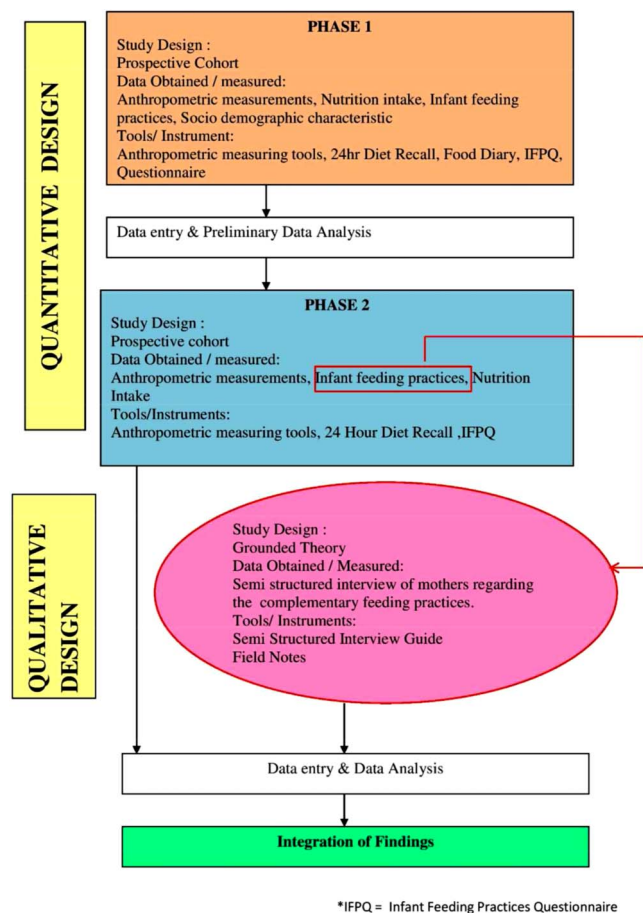 QUANTITATIVE DESIGN
PHASE 1
Study Design :
Prospective Cohort
Data Obtained / measured:
Anthropometric measurements, Nutrition intake, Infant feeding
practices, Socio demographic characteristic
Tools/ Instrument:
Anthropometric measuring tools, 24hr Diet Recall, Food Diary, IFPQ,
Questionnaire
Data entry & Preliminary Data Analysis
PHASE 2
Study Design :
Prospective cohort
Data Obtained / measured:
Anthropometric measurements, Infant feeding practices, Nutrition
Intake
Tools/Instruments:
Anthropometric measuring tools, 24 Hour Diet Recall ,IFPQ
QUALITATIVE
DESIGN
Study Design :
Grounded Theory
Data Obtained / Measured:
Semi structured interview of mothers regarding
the complementary feeding practices.
Tools/ Instruments:
Semi Structured Interview Guide
Field Notes
Data entry & Data Analysis
Integration of Findings
*IFPQ = Infant Feeding Practices Questionnaire